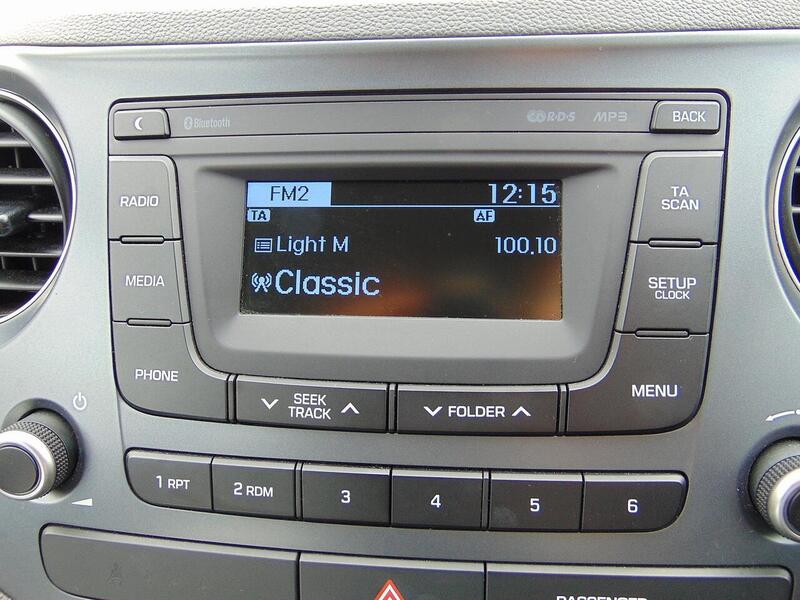 Bluetooth R·D·S MP3 BACK
RADIO
MEDIA
PHONE
FM2 12:15
TA AF
Light M 100.10
Classic
TA
SCAN
SETUP
CLOCK
MENU
SEEK
TRACK
FOLDER
1 RPT 2 RDM 3 4 5 6
PASSENGER